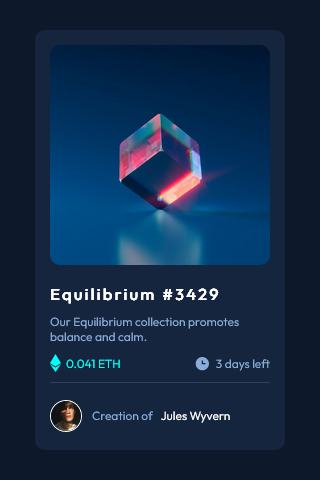 Equilibrium #3429
Our Equilibrium collection promotes
balance and calm.
0.041 ETH
3 days left
Creation of Jules Wyvern